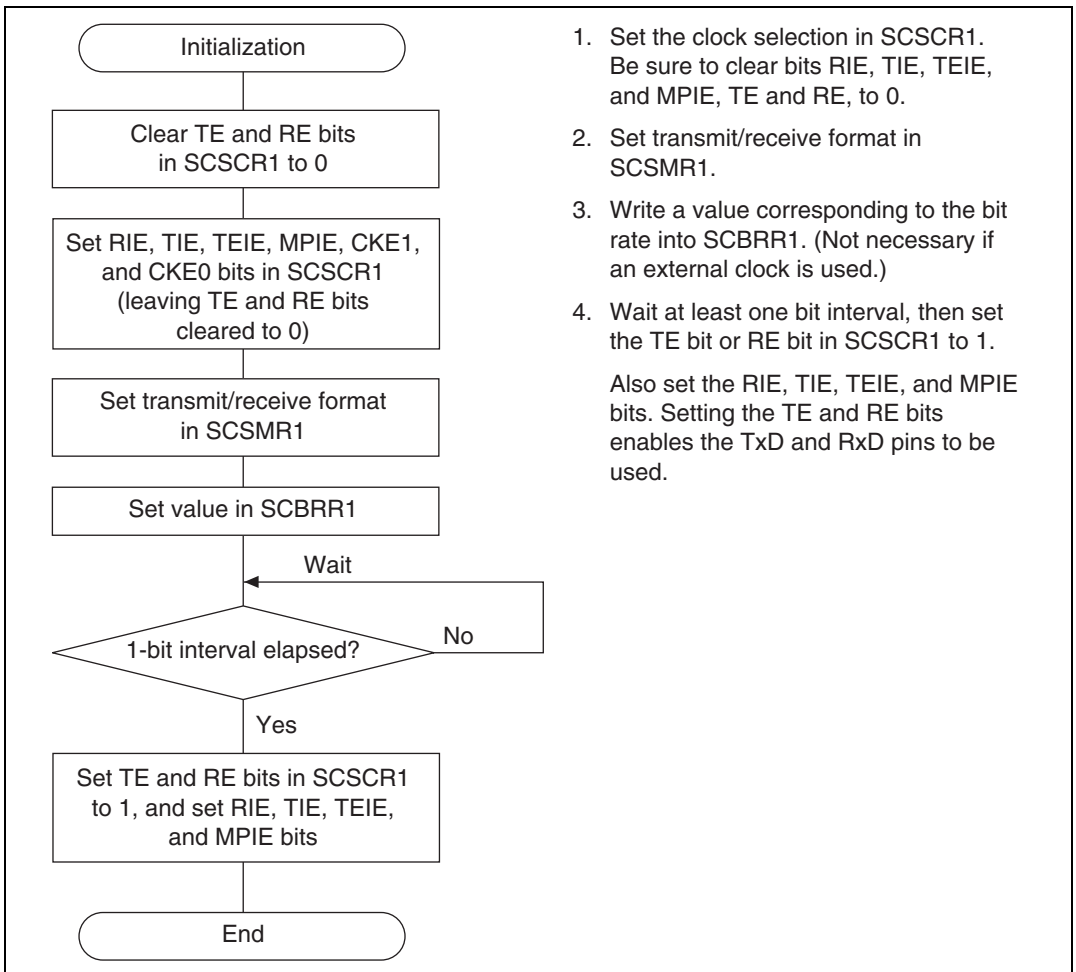 Initialization
Clear TE and RE bits
in SCSCR1 to 0
Set RIE, TIE, TEIE, MPIE, CKE1,
and CKE0 bits in SCSCR1
(leaving TE and RE bits
cleared to 0)
Set transmit/receive format
in SCSMR1
Set value in SCBRR1
Wait
1-bit interval elapsed?
No
Yes
Set TE and RE bits in SCSCR1
to 1, and set RIE, TIE, TEIE,
and MPIE bits
End
1. Set the clock selection in SCSCR1.
Be sure to clear bits RIE, TIE, TEIE,
and MPIE, TE and RE, to 0.
2. Set transmit/receive format in
SCSMR1.
3. Write a value corresponding to the bit
rate into SCBRR1. (Not necessary if
an external clock is used.)
4. Wait at least one bit interval, then set
the TE bit or RE bit in SCSCR1 to 1.
Also set the RIE, TIE, TEIE, and MPIE
bits. Setting the TE and RE bits
enables the TxD and RxD pins to be
used.